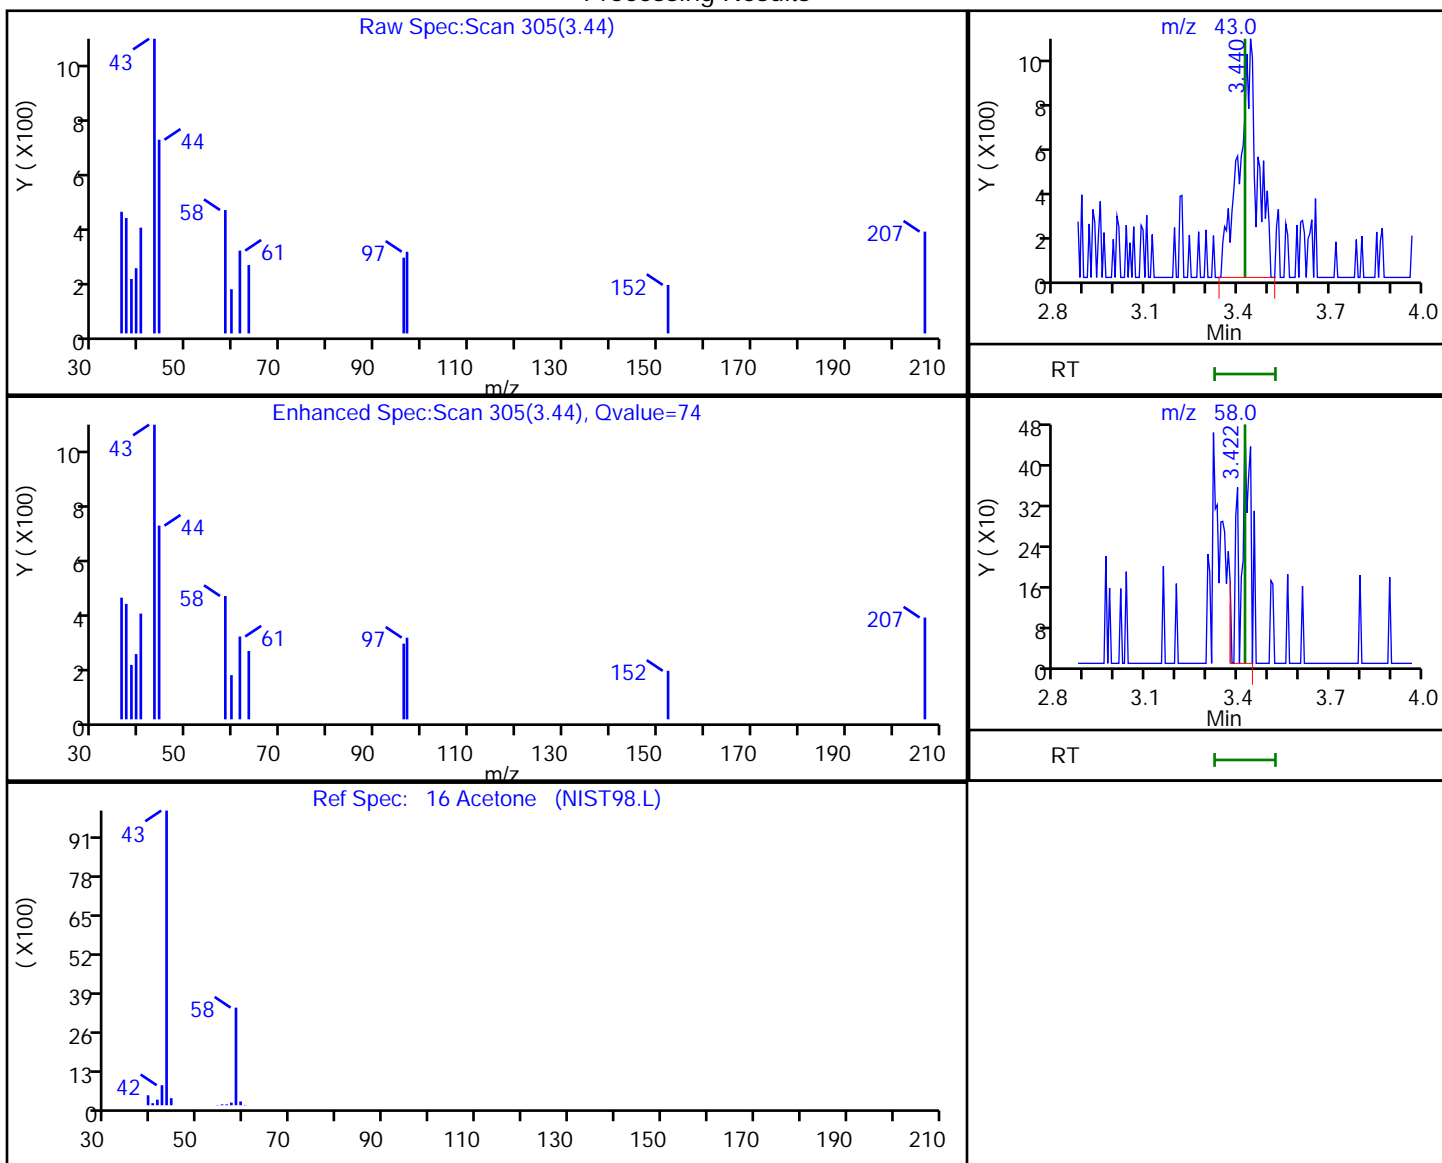 Processing Results
Raw Spec:Scan 305(3.44)
43
44
58
61
97
152
207
Y ( X100)
10
8
6
4
2
0
30 50 70 90 110 130 150 170 190 210
m/z
m/z 43.0
3.440
Y ( X100)
10
8
6
4
2
0
2.8 3.1 3.4 3.7 4.0
Min
RT
Enhanced Spec:Scan 305(3.44), Qvalue=74
43
44
58
61
97
152
207
Y ( X100)
10
8
6
4
2
0
30 50 70 90 110 130 150 170 190 210
m/z
m/z 58.0
3.422
Y ( X10)
48
40
32
24
16
8
0
2.8 3.1 3.4 3.7 4.0
Min
RT
Ref Spec: 16 Acetone (NIST98.L)
43
58
42
( X100)
91
78
65
52
39
26
13
0
30 50 70 90 110 130 150 170 190 210